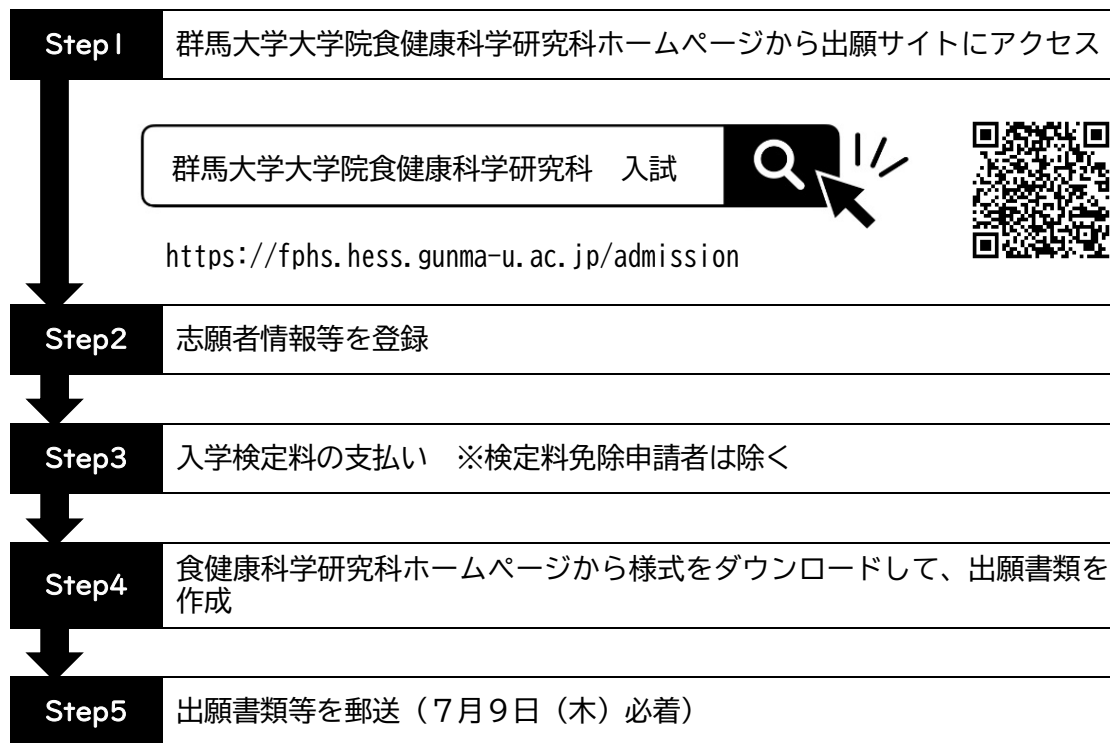 Step1 群馬大学大学院食健康科学研究科ホームページから出願サイトにアクセス
群馬大学大学院食健康科学研究科　入試
https://fphs.hess.gunma-u.ac.jp/admission
Step2 志願者情報等を登録
Step3 入学検定料の支払い　※検定料免除申請者は除く
Step4 食健康科学研究科ホームページから様式をダウンロードして、出願書類を
作成
Step5 出願書類等を郵送（７月９日（木）必着）